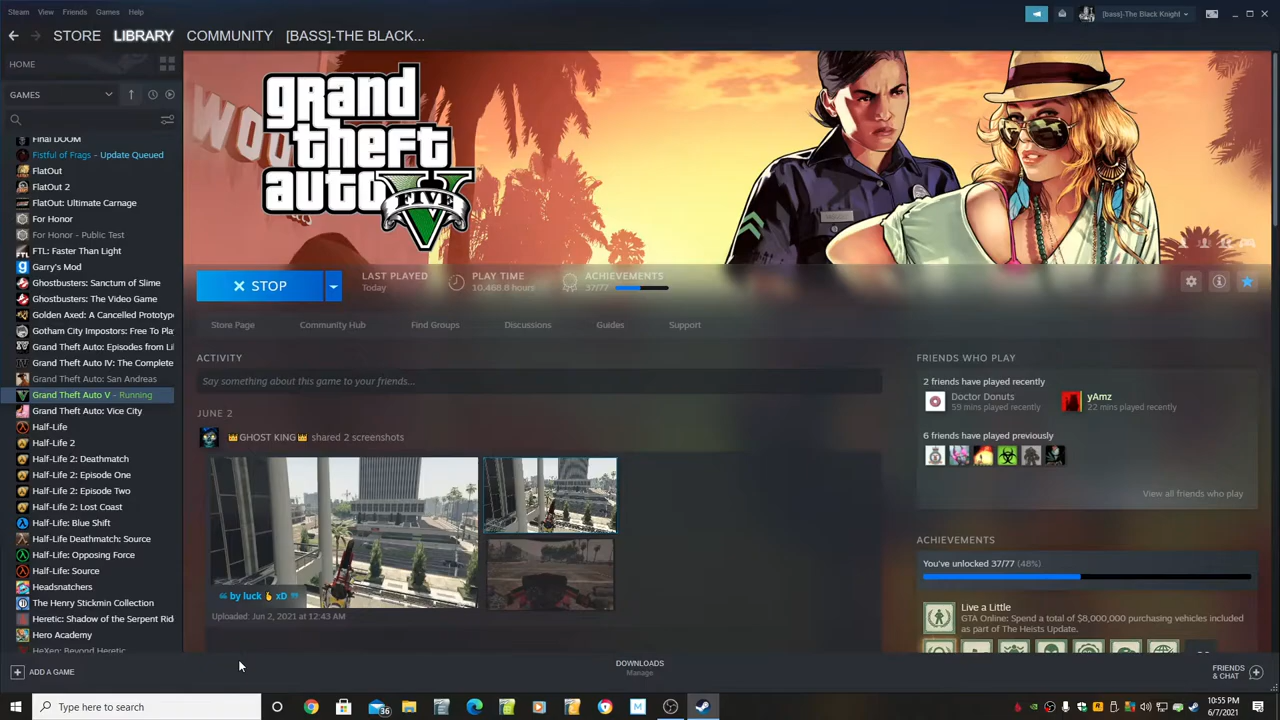 Steam View Friends Games Help
[bass]-The Black Knight
STORE LIBRARY COMMUNITY [BASS]-THE BLACK...
HOME
GAMES
Final DOOM
Fistful of Frags - Update Queued
FlatOut
FlatOut 2
FlatOut: Ultimate Carnage
For Honor
For Honor - Public Test
FTL: Faster Than Light
Garry's Mod
Ghostbusters: Sanctum of Slime
Ghostbusters: The Video Game
Golden Axed: A Cancelled Prototype
Gotham City Impostors: Free To Pla
Grand Theft Auto: Episodes from Li
Grand Theft Auto IV: The Complete
Grand Theft Auto: San Andreas
Grand Theft Auto V - Running
Grand Theft Auto: Vice City
Half-Life
Half-Life 2
Half-Life 2: Deathmatch
Half-Life 2: Episode One
Half-Life 2: Episode Two
Half-Life 2: Lost Coast
Half-Life: Blue Shift
Half-Life Deathmatch: Source
Half-Life: Opposing Force
Half-Life: Source
Headsnatchers
The Henry Stickmin Collection
Heretic: Shadow of the Serpent Rid
Hero Academy
HeXen: Beyond Heretic
ADD A GAME
grand
theft
auto
V
FIVE
STOP
LAST PLAYED
Today
PLAY TIME
10,468.8 hours
ACHIEVEMENTS
37/77
Store Page Community Hub Find Groups Discussions Guides Support
ACTIVITY
Say something about this game to your friends...
JUNE 2
GHOST KING shared 2 screenshots
by luck xD
Uploaded: Jun 2, 2021 at 12:43 AM
FRIENDS WHO PLAY
2 friends have played recently
Doctor Donuts
59 mins played recently
yAmz
22 mins played recently
6 friends have played previously
View all friends who play
ACHIEVEMENTS
You've unlocked 37/77 (48%)
Live a Little
GTA Online: Spend a total of $8,000,000 purchasing vehicles included
as part of The Heists Update.
DOWNLOADS
Manage
FRIENDS
& CHAT
Type here to search
36
M
10:55 PM
6/7/2021